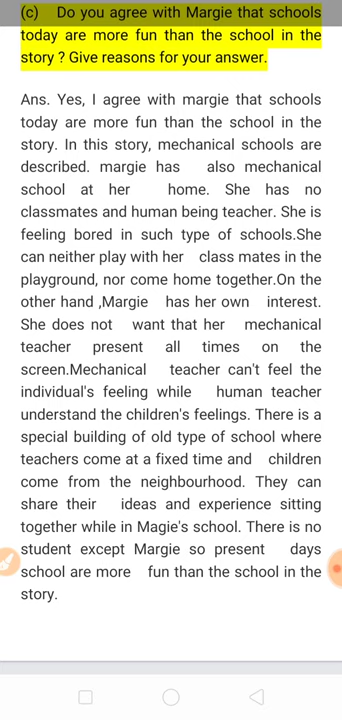 (c) Do you agree with Margie that schools
today are more fun than the school in the
story ? Give reasons for your answer.
Ans. Yes, I agree with margie that schools
today are more fun than the school in the
story. In this story, mechanical schools are
described. margie has also mechanical
school at her home. She has no
classmates and human being teacher. She is
feeling bored in such type of schools.She
can neither play with her class mates in the
playground, nor come home together.On the
other hand ,Margie has her own interest.
She does not want that her mechanical
teacher present all times on the
screen.Mechanical teacher can't feel the
individual's feeling while human teacher
understand the children's feelings. There is a
special building of old type of school where
teachers come at a fixed time and children
come from the neighbourhood. They can
share their ideas and experience sitting
together while in Magie's school. There is no
student except Margie so present days
school are more fun than the school in the
story.